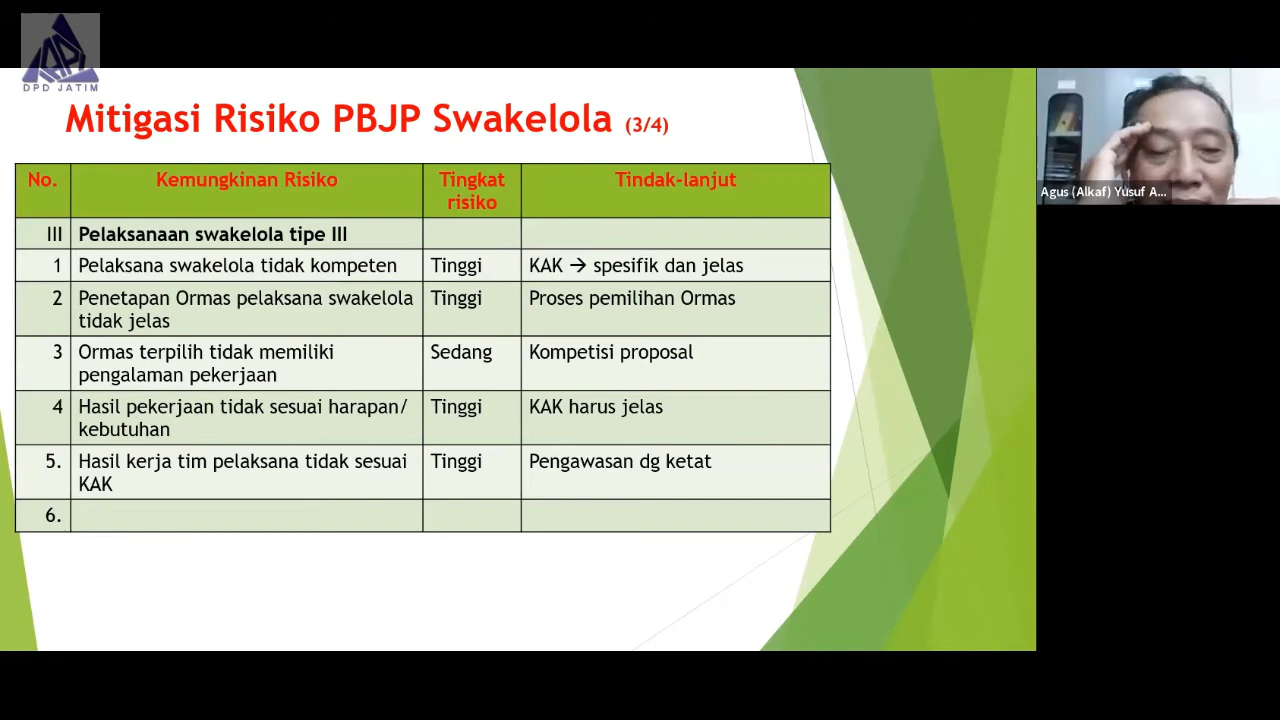 IAPI
DPD JATIM
Mitigasi Risiko PBJP Swakelola (3/4)
No. Kemungkinan Risiko Tingkat risiko Tindak-lanjut
III Pelaksanaan swakelola tipe III
1 Pelaksana swakelola tidak kompeten Tinggi KAK → spesifik dan jelas
2 Penetapan Ormas pelaksana swakelola tidak jelas Tinggi Proses pemilihan Ormas
3 Ormas terpilih tidak memiliki pengalaman pekerjaan Sedang Kompetisi proposal
4 Hasil pekerjaan tidak sesuai harapan/ kebutuhan Tinggi KAK harus jelas
5. Hasil kerja tim pelaksana tidak sesuai KAK Tinggi Pengawasan dg ketat
6.
Agus (Alkaf) Yusuf A...